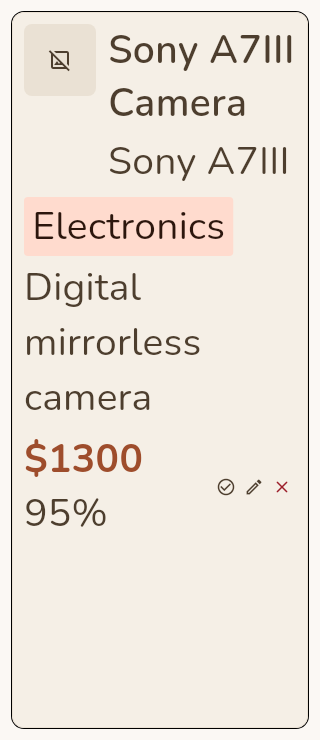 Sony A7III
Camera
Sony A7III
Electronics
Digital
mirrorless
camera
$1300
95%